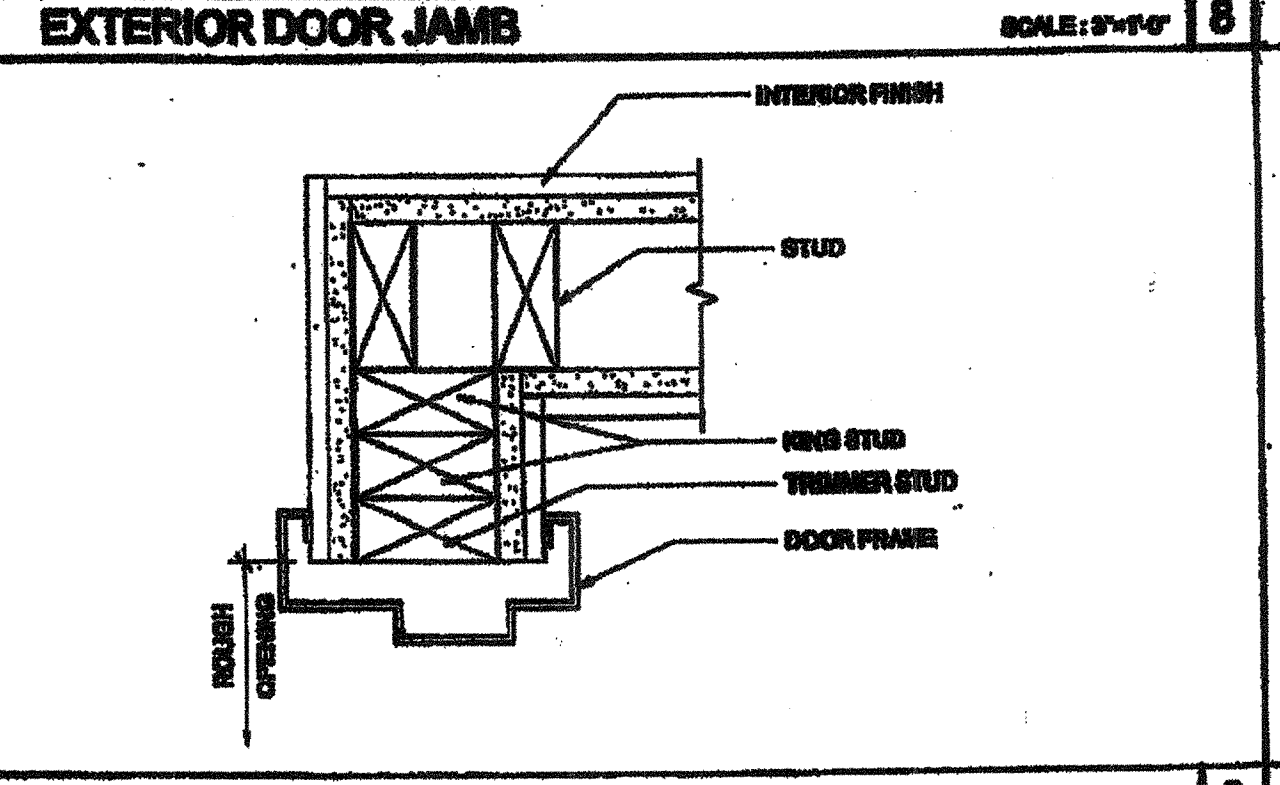 EXTERIOR DOOR JAMB
SCALE : 3"=1'-0"
8
INTERIOR FINISH
STUD
KING STUD
TRIMMER STUD
DOOR FRAME
ROUGH
OPENING